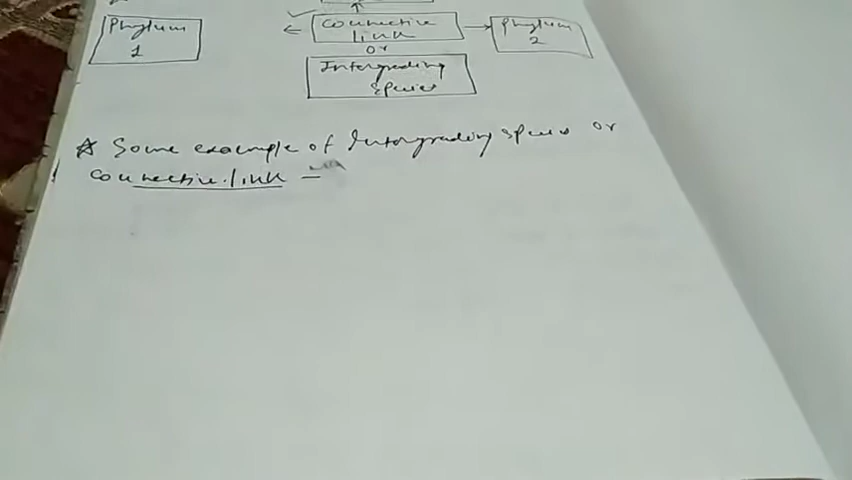 Phylum
1
Connective
link
Phylum
2
or
Intergrading
Species
Some example of Intergrading species or
connective link –